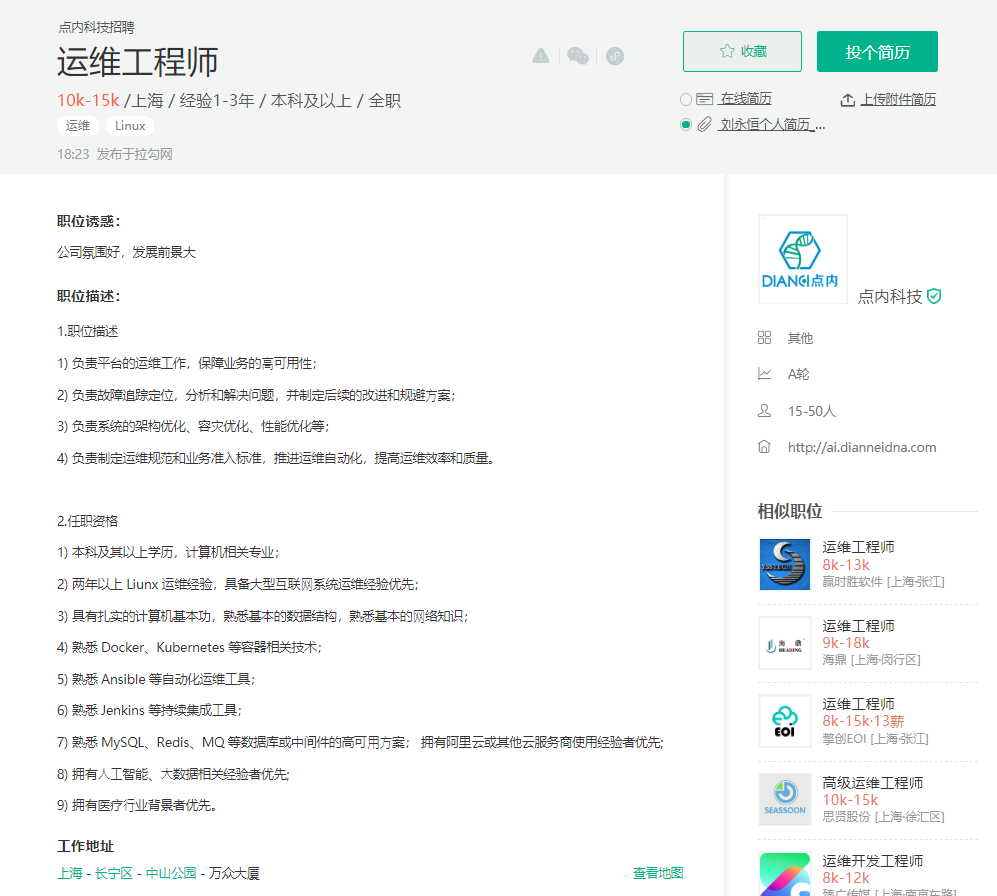 点内科技招聘
运维工程师
10k-15k /上海 / 经验1-3年 / 本科及以上 / 全职
运维 Linux
18:23 发布于拉勾网
收藏
投个简历
在线简历
上传附件简历
刘永恒个人简历_...
职位诱惑：
公司氛围好，发展前景大
职位描述：
1.职位描述
1) 负责平台的运维工作，保障业务的高可用性；
2) 负责故障追踪定位，分析和解决问题，并制定后续的改进和规避方案；
3) 负责系统的架构优化、容灾优化、性能优化等；
4) 负责制定运维规范和业务准入标准，推进运维自动化，提高运维效率和质量。
2.任职资格
1) 本科及其以上学历，计算机相关专业；
2) 两年以上 Liunx 运维经验，具备大型互联网系统运维经验优先；
3) 具有扎实的计算机基本功，熟悉基本的数据结构，熟悉基本的网络知识；
4) 熟悉 Docker、Kubernetes 等容器相关技术；
5) 熟悉 Ansible 等自动化运维工具；
6) 熟悉 Jenkins 等持续集成工具；
7) 熟悉 MySQL、Redis、MQ 等数据库或中间件的高可用方案； 拥有阿里云或其他云服务商使用经验者优先；
8) 拥有人工智能、大数据相关经验者优先;
9) 拥有医疗行业背景者优先。
工作地址
上海 - 长宁区 - 中山公园 - 万众大厦
查看地图
DIANEI点内
点内科技
其他
A轮
15-50人
http://ai.dianneidna.com
相似职位
运维工程师
8k-13k
赢时胜软件 [上海·张江]
运维工程师
9k-18k
海鼎 [上海·闵行区]
海鼎
HEADING
运维工程师
8k-15k·13薪
擎创EOI [上海·张江]
EOI
高级运维工程师
10k-15k
思贤股份 [上海·徐汇区]
SEASSOON
运维开发工程师
8k-12k